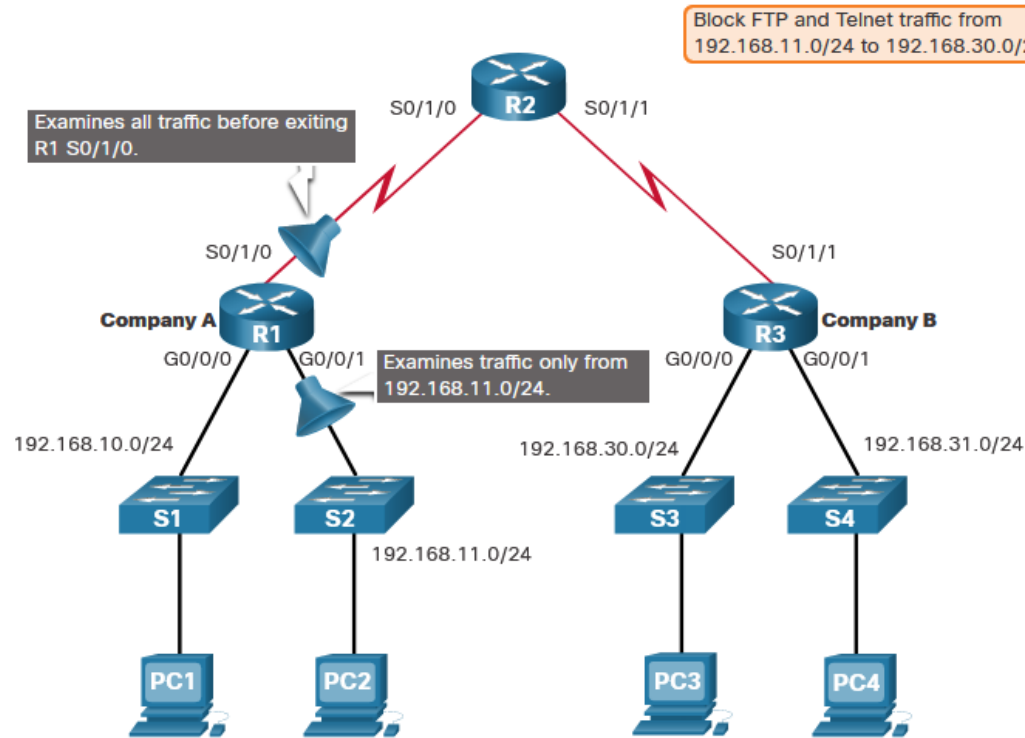 Block FTP and Telnet traffic from
192.168.11.0/24 to 192.168.30.0/
R2
S0/1/0
S0/1/1
Examines all traffic before exiting
R1 S0/1/0.
S0/1/0
S0/1/1
Company A
R1
R3
Company B
G0/0/0
G0/0/1
G0/0/0
G0/0/1
Examines traffic only from
192.168.11.0/24.
192.168.10.0/24
192.168.30.0/24
192.168.31.0/24
S1
S2
S3
S4
192.168.11.0/24
PC1
PC2
PC3
PC4